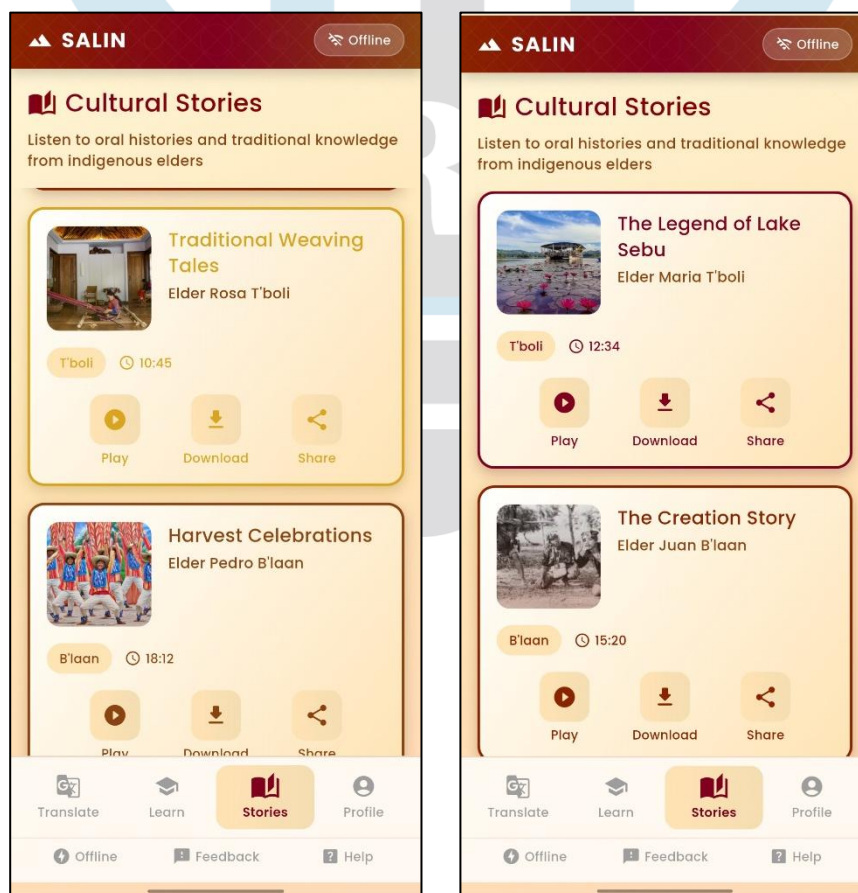 SALIN
Offline
Cultural Stories
Listen to oral histories and traditional knowledge
from indigenous elders
Traditional Weaving
Tales
Elder Rosa T'boli
T'boli
10:45
Play
Download
Share
Harvest Celebrations
Elder Pedro B'laan
B'laan
18:12
Play
Download
Share
Translate
Learn
Stories
Profile
Offline
Feedback
Help
SALIN
Offline
Cultural Stories
Listen to oral histories and traditional knowledge
from indigenous elders
The Legend of Lake
Sebu
Elder Maria T'boli
T'boli
12:34
Play
Download
Share
The Creation Story
Elder Juan B'laan
B'laan
15:20
Play
Download
Share
Translate
Learn
Stories
Profile
Offline
Feedback
Help